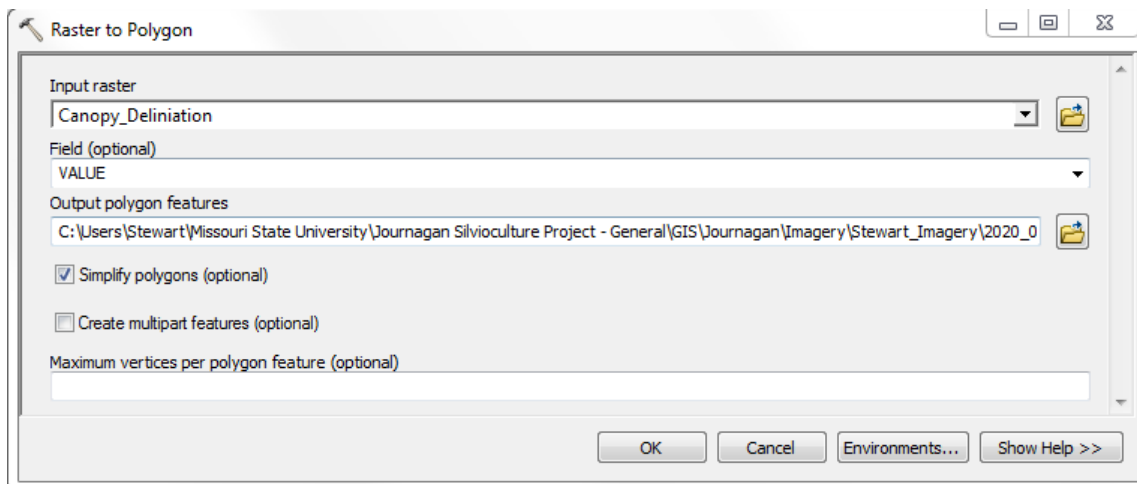 Raster to Polygon
Input raster
Canopy_Deliniation
Field (optional)
VALUE
Output polygon features
C:\Users\Stewart\Missouri State University\Journagan Silvioculture Project - General\GIS\Journagan\Imagery\Stewart_Imagery\2020_0
Simplify polygons (optional)
Create multipart features (optional)
Maximum vertices per polygon feature (optional)
OK Cancel Environments... Show Help >>